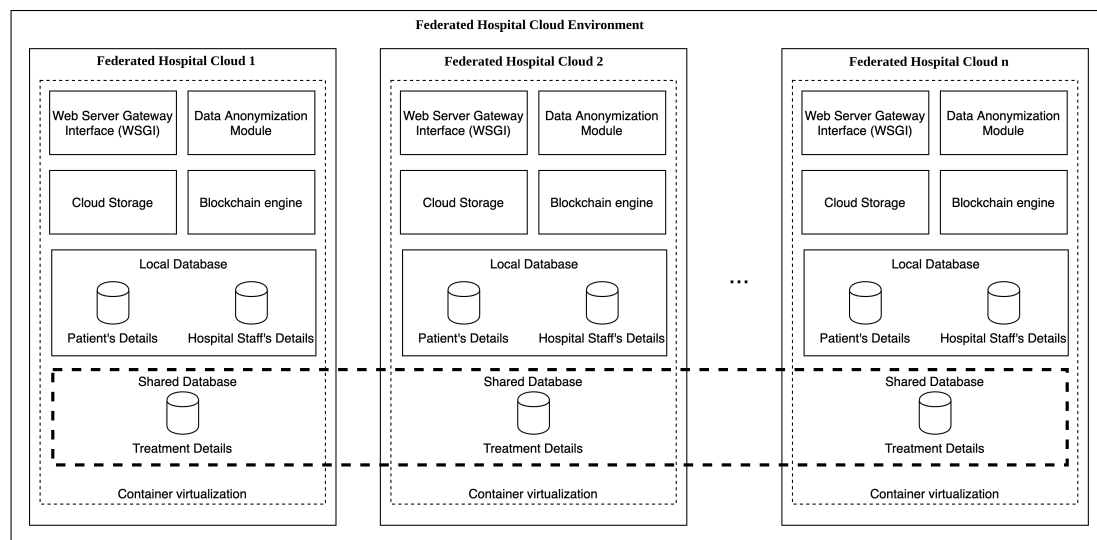 Federated Hospital Cloud Environment
Federated Hospital Cloud 1
Web Server Gateway
Interface (WSGI)
Data Anonymization
Module
Cloud Storage
Blockchain engine
Local Database
Patient's Details
Hospital Staff's Details
Shared Database
Treatment Details
Container virtualization
Federated Hospital Cloud 2
Web Server Gateway
Interface (WSGI)
Data Anonymization
Module
Cloud Storage
Blockchain engine
Local Database
Patient's Details
Hospital Staff's Details
Shared Database
Treatment Details
Container virtualization
...
Federated Hospital Cloud n
Web Server Gateway
Interface (WSGI)
Data Anonymization
Module
Cloud Storage
Blockchain engine
Local Database
Patient's Details
Hospital Staff's Details
Shared Database
Treatment Details
Container virtualization